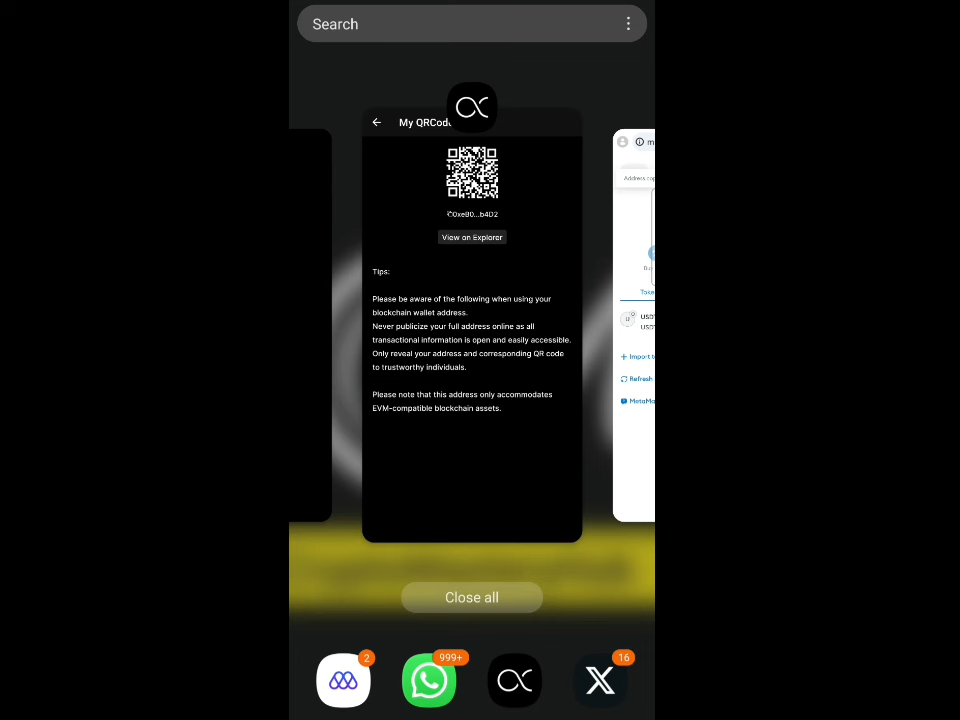 Search
My QRCode
0xeB0...b4D2
View on Explorer
Tips:
Please be aware of the following when using your
blockchain wallet address.
Never publicize your full address online as all
transactional information is open and easily accessible.
Only reveal your address and corresponding QR code
to trustworthy individuals.
Please note that this address only accommodates
EVM-compatible blockchain assets.
m
Address cop
Toke
USDT
USDT
Import t
Refresh
MetaMa
Close all
2
999+
16